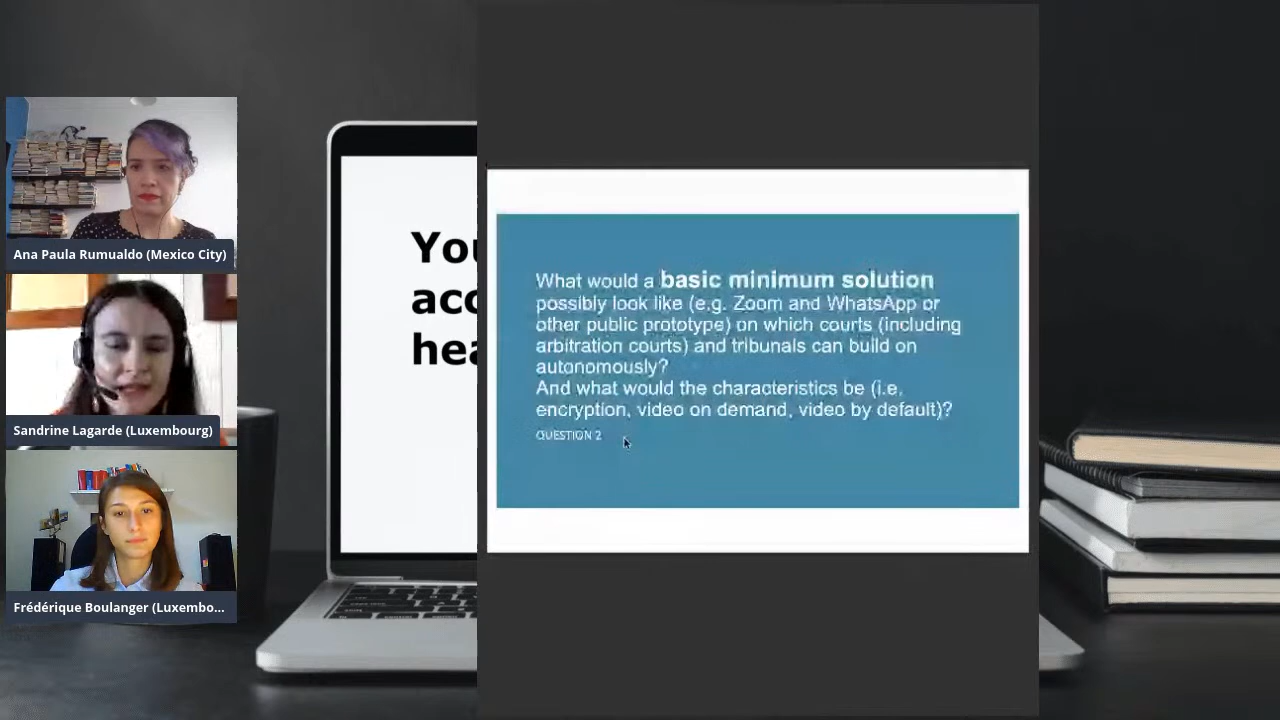 Ana Paula Rumualdo (Mexico City)
Sandrine Lagarde (Luxembourg)
Frédérique Boulanger (Luxembo...
You
acc
hea
What would a basic minimum solution
possibly look like (e.g. Zoom and WhatsApp or
other public prototype) on which courts (including
arbitration courts) and tribunals can build on
autonomously?
And what would the characteristics be (i.e.
encryption, video on demand, video by default)?
QUESTION 2